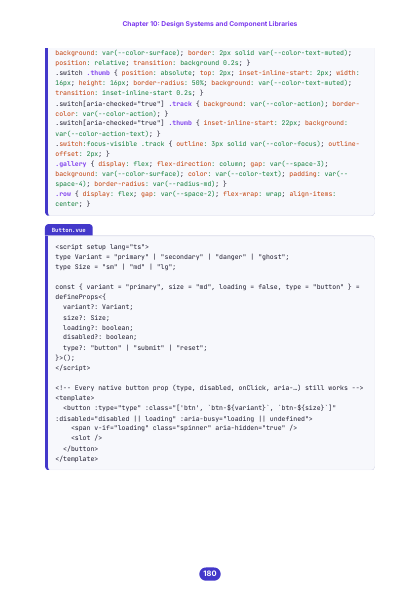 Chapter 10: Design Systems and Component Libraries
background: var(--color-surface); border: 2px solid var(--color-text-muted);
position: relative; transition: background 0.2s; }
.switch .thumb { position: absolute; top: 2px; inset-inline-start: 2px; width:
16px; height: 16px; border-radius: 50%; background: var(--color-text-muted);
transition: inset-inline-start 0.2s; }
.switch[aria-checked="true"] .track { background: var(--color-action); border-
color: var(--color-action); }
.switch[aria-checked="true"] .thumb { inset-inline-start: 22px; background:
var(--color-action-text); }
.switch:focus-visible .track { outline: 3px solid var(--color-focus); outline-
offset: 2px; }
.gallery { display: flex; flex-direction: column; gap: var(--space-3);
background: var(--color-surface); color: var(--color-text); padding: var(--
space-4); border-radius: var(--radius-md); }
.row { display: flex; gap: var(--space-2); flex-wrap: wrap; align-items:
center; }
Button.vue
<script setup lang="ts">
type Variant = "primary" | "secondary" | "danger" | "ghost";
type Size = "sm" | "md" | "lg";
const { variant = "primary", size = "md", loading = false, type = "button" } =
defineProps<{
variant?: Variant;
size?: Size;
loading?: boolean;
disabled?: boolean;
type?: "button" | "submit" | "reset";
}>();
</script>
<!-- Every native button prop (type, disabled, onClick, aria-…) still works -->
<template>
<button :type="type" :class="['btn', `btn-${variant}`, `btn-${size}`]"
:disabled="disabled || loading" :aria-busy="loading || undefined">
<span v-if="loading" class="spinner" aria-hidden="true" />
<slot />
</button>
</template>
180